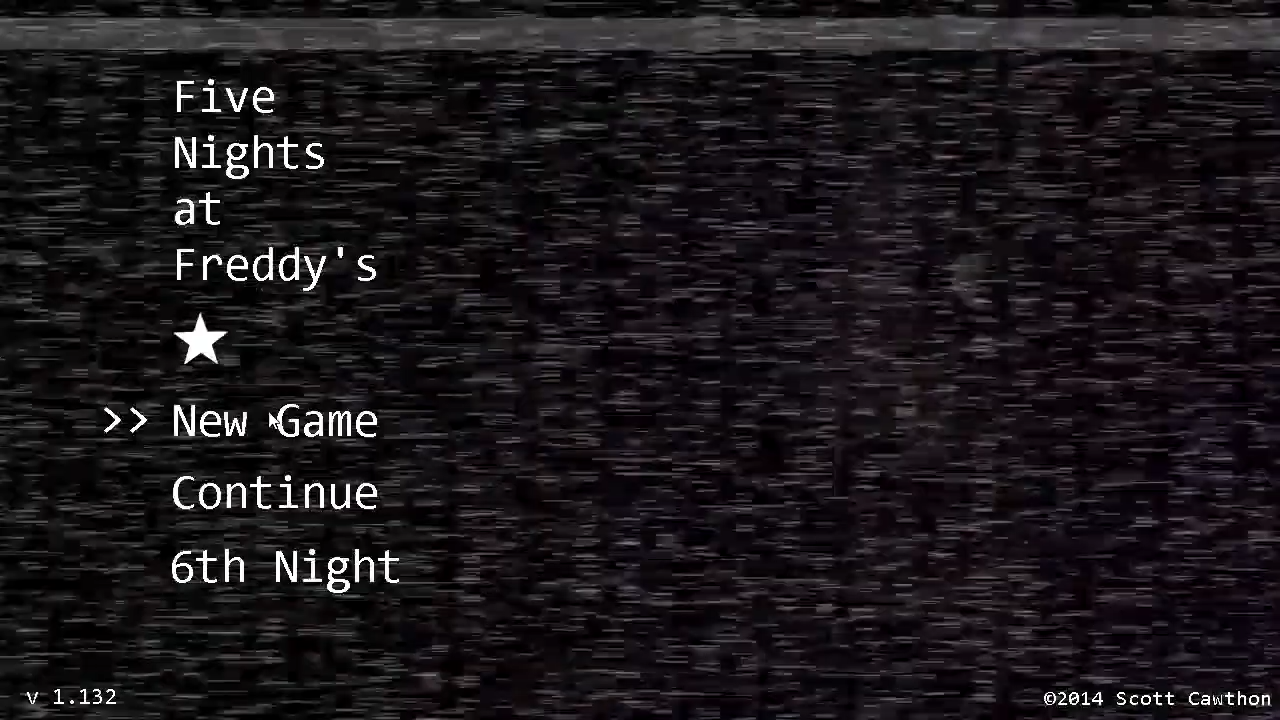 Five
Nights
at
Freddy's
>> New Game
Continue
6th Night
v 1.132
©2014 Scott Cawthon